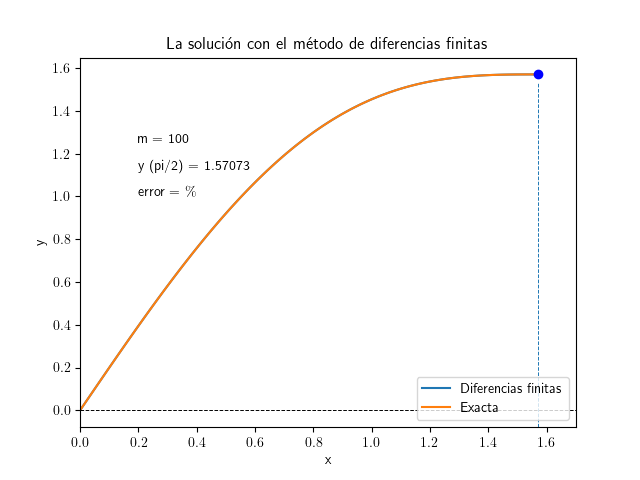 La solución con el método de diferencias finitas
1.6
1.4
1.2
1.0
0.8
0.6
0.4
0.2
0.0
y
m = 100
y (pi/2) = 1.57073
error = %
Diferencias finitas
Exacta
0.0 0.2 0.4 0.6 0.8 1.0 1.2 1.4 1.6
x